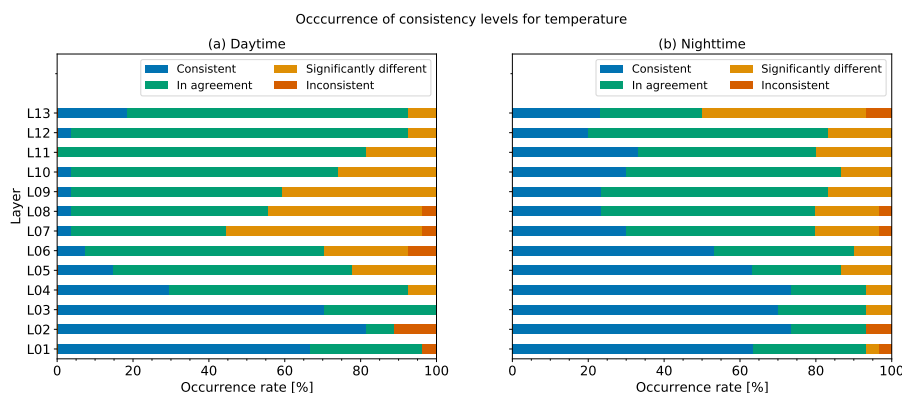 Occcurrence of consistency levels for temperature
(a) Daytime
Consistent
In agreement
Significantly different
Inconsistent
Layer
L13
L12
L11
L10
L09
L08
L07
L06
L05
L04
L03
L02
L01
0 20 40 60 80 100
Occurrence rate [%]
(b) Nighttime
Consistent
In agreement
Significantly different
Inconsistent
0 20 40 60 80 100
Occurrence rate [%]